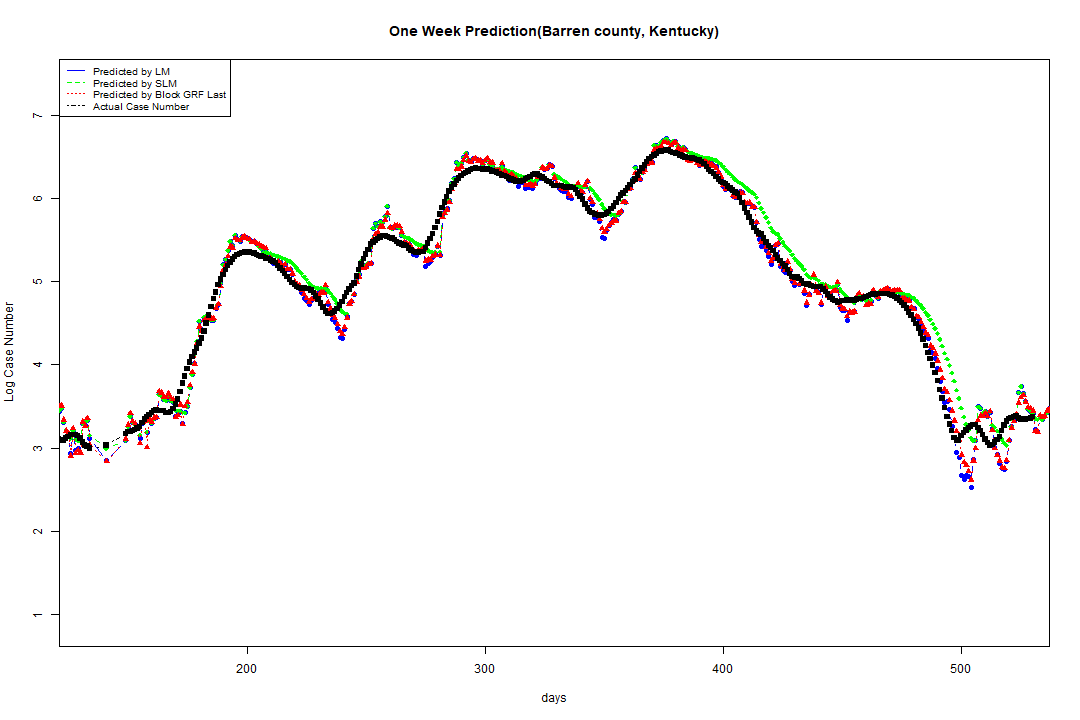 One Week Prediction(Barren county, Kentucky)
Predicted by LM
Predicted by SLM
Predicted by Block GRF Last
Actual Case Number
7
6
5
4
3
2
1
Log Case Number
200 300 400 500
days